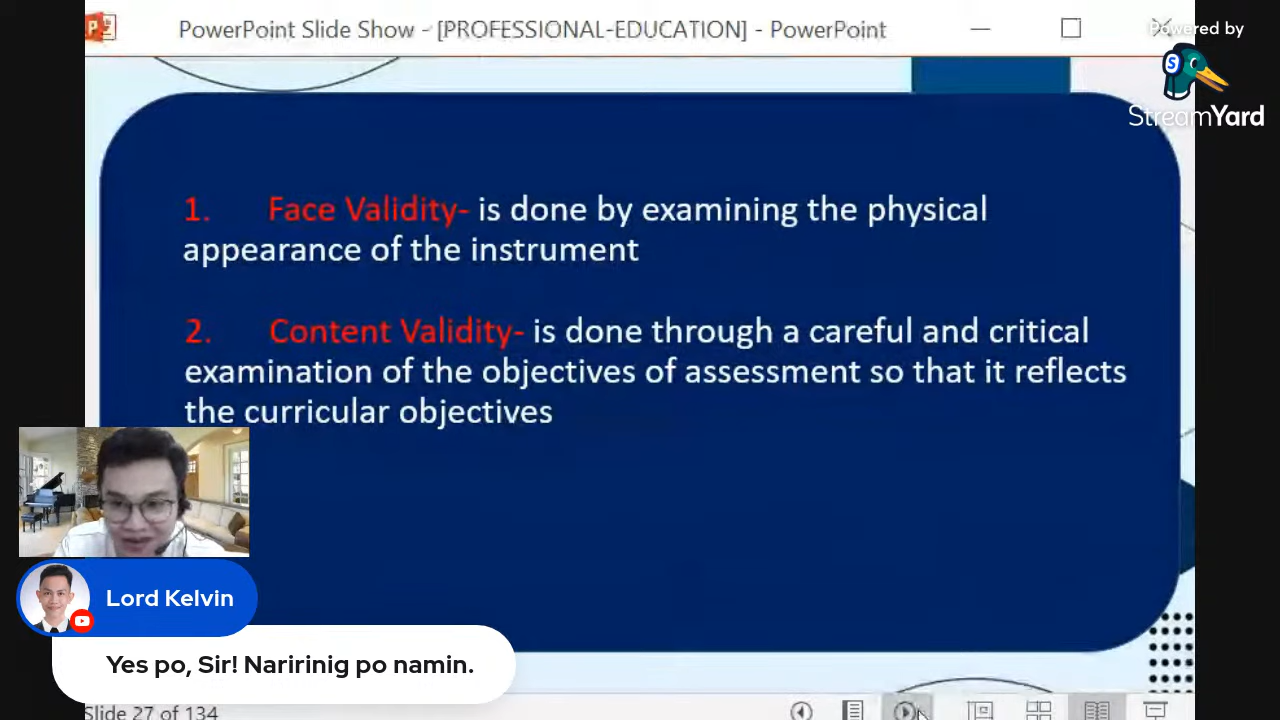 PowerPoint Slide Show - [PROFESSIONAL-EDUCATION] - PowerPoint
Powered by
StreamYard
1. Face Validity- is done by examining the physical
appearance of the instrument
2. Content Validity- is done through a careful and critical
examination of the objectives of assessment so that it reflects
the curricular objectives
Lord Kelvin
Yes po, Sir! Naririnig po namin.
Slide 27 of 134